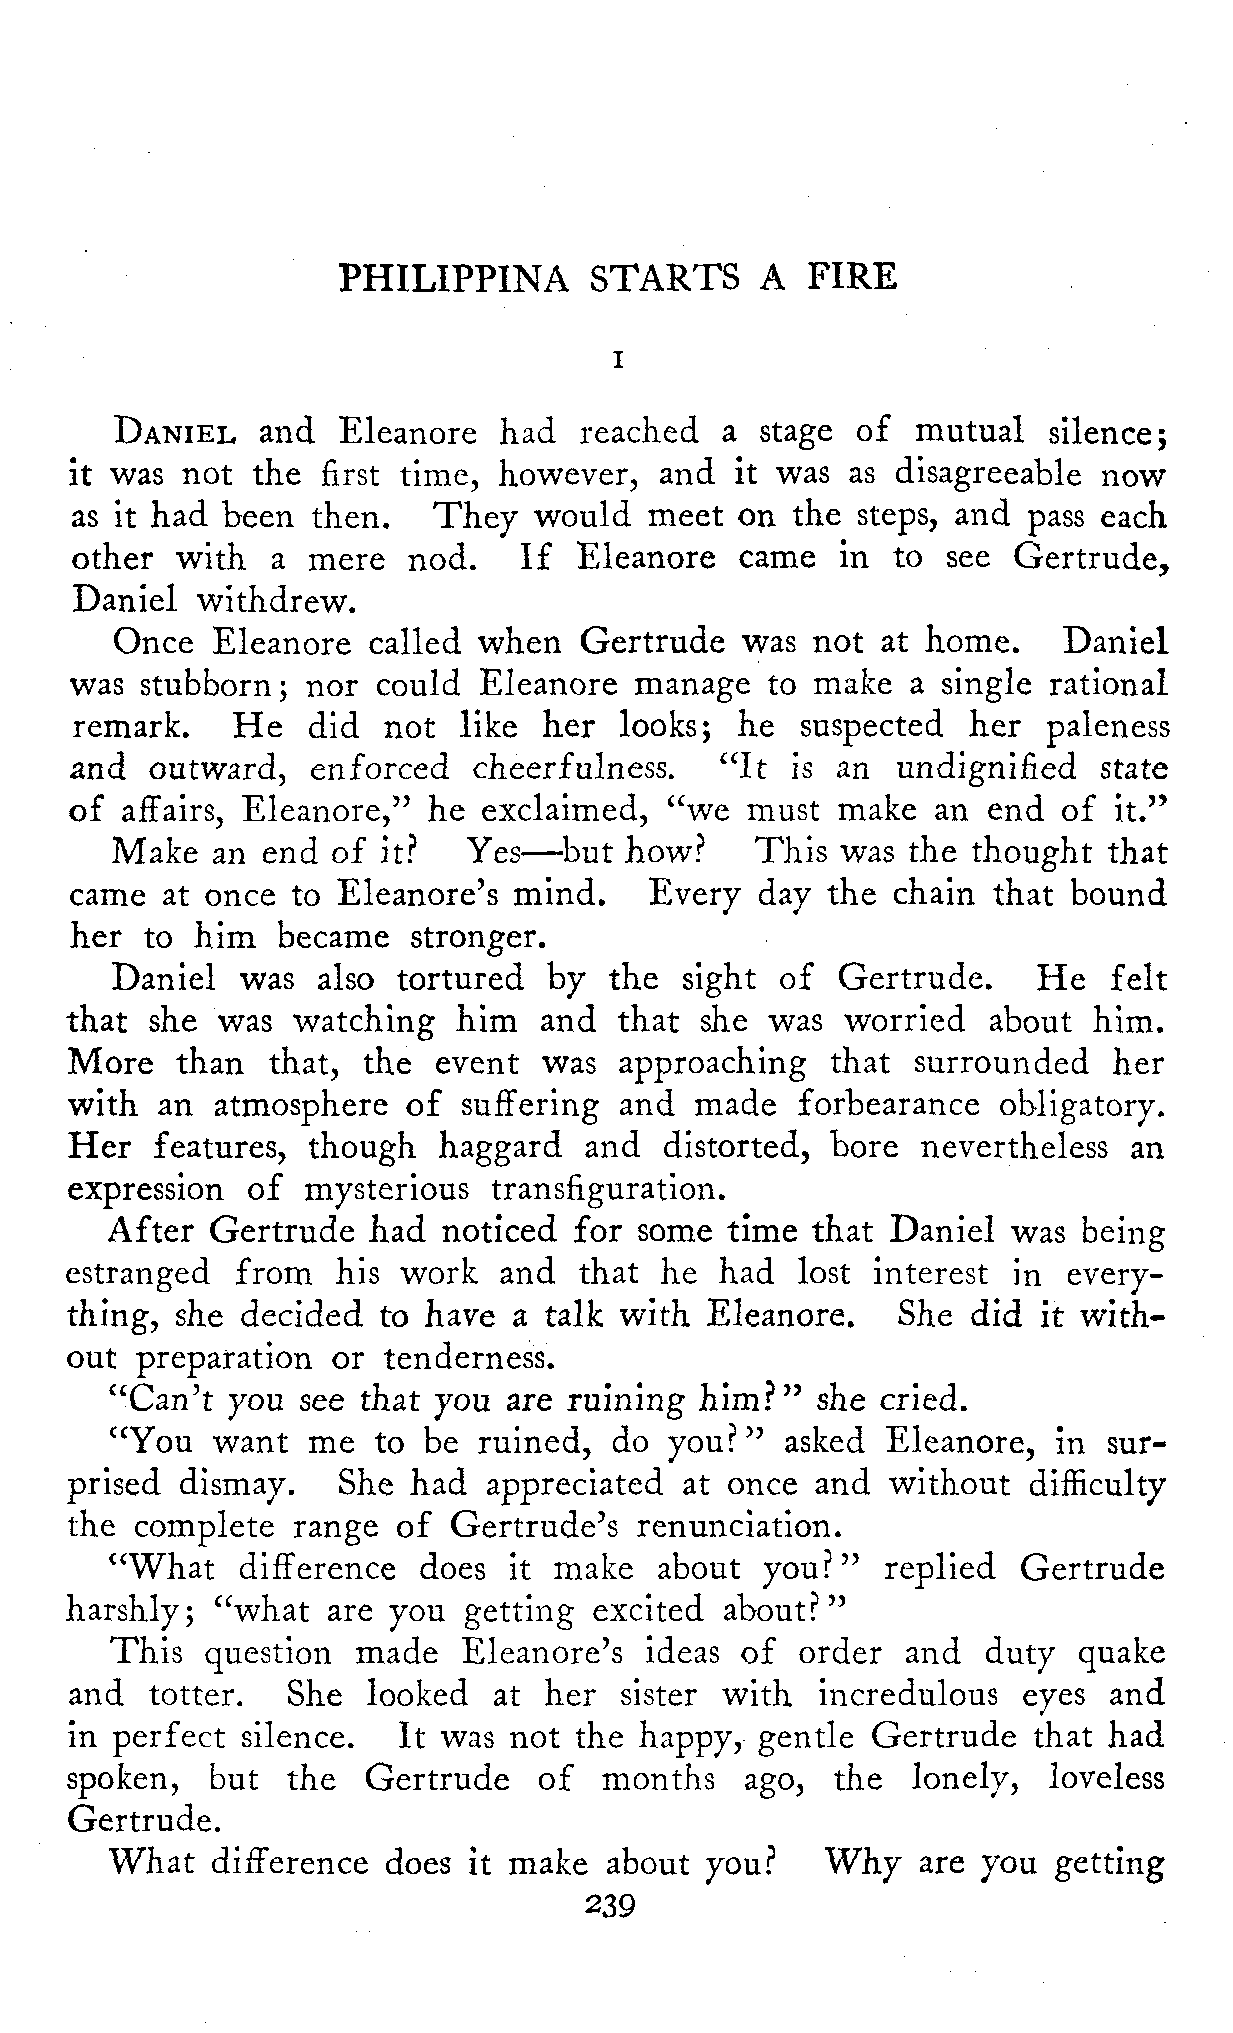 PHILIPPINA STARTS A FIRE
I
DANIEL and Eleanore had reached a stage of mutual silence;
it was not the first time, however, and it was as disagreeable now
as it had been then. They would meet on the steps, and pass each
other with a mere nod. If Eleanore came in to see Gertrude,
Daniel withdrew.
Once Eleanore called when Gertrude was not at home. Daniel
was stubborn; nor could Eleanore manage to make a single rational
remark. He did not like her looks; he suspected her paleness
and outward, enforced cheerfulness. “It is an undignified state
of affairs, Eleanore,” he exclaimed, “we must make an end of it.”
Make an end of it? Yes—but how? This was the thought that
came at once to Eleanore’s mind. Every day the chain that bound
her to him became stronger.
Daniel was also tortured by the sight of Gertrude. He felt
that she was watching him and that she was worried about him.
More than that, the event was approaching that surrounded her
with an atmosphere of suffering and made forbearance obligatory.
Her features, though haggard and distorted, bore nevertheless an
expression of mysterious transfiguration.
After Gertrude had noticed for some time that Daniel was being
estranged from his work and that he had lost interest in every-
thing, she decided to have a talk with Eleanore. She did it with-
out preparation or tenderness.
“Can’t you see that you are ruining him?” she cried.
“You want me to be ruined, do you?” asked Eleanore, in sur-
prised dismay. She had appreciated at once and without difficulty
the complete range of Gertrude’s renunciation.
“What difference does it make about you?” replied Gertrude
harshly; “what are you getting excited about?”
This question made Eleanore’s ideas of order and duty quake
and totter. She looked at her sister with incredulous eyes and
in perfect silence. It was not the happy, gentle Gertrude that had
spoken, but the Gertrude of months ago, the lonely, loveless
Gertrude.
What difference does it make about you? Why are you getting
239